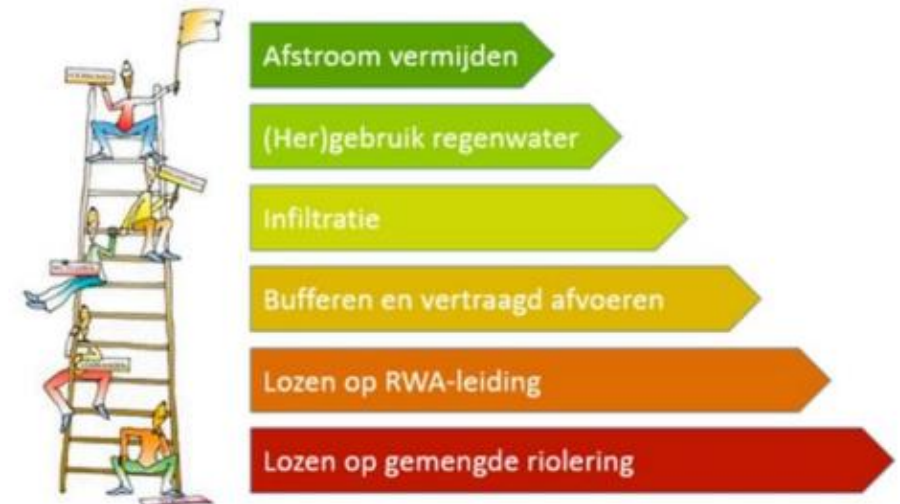 Afstroom vermijden
(Her)gebruik regenwater
Infiltratie
Bufferen en vertraagd afvoeren
Lozen op RWA-leiding
Lozen op gemengde riolering